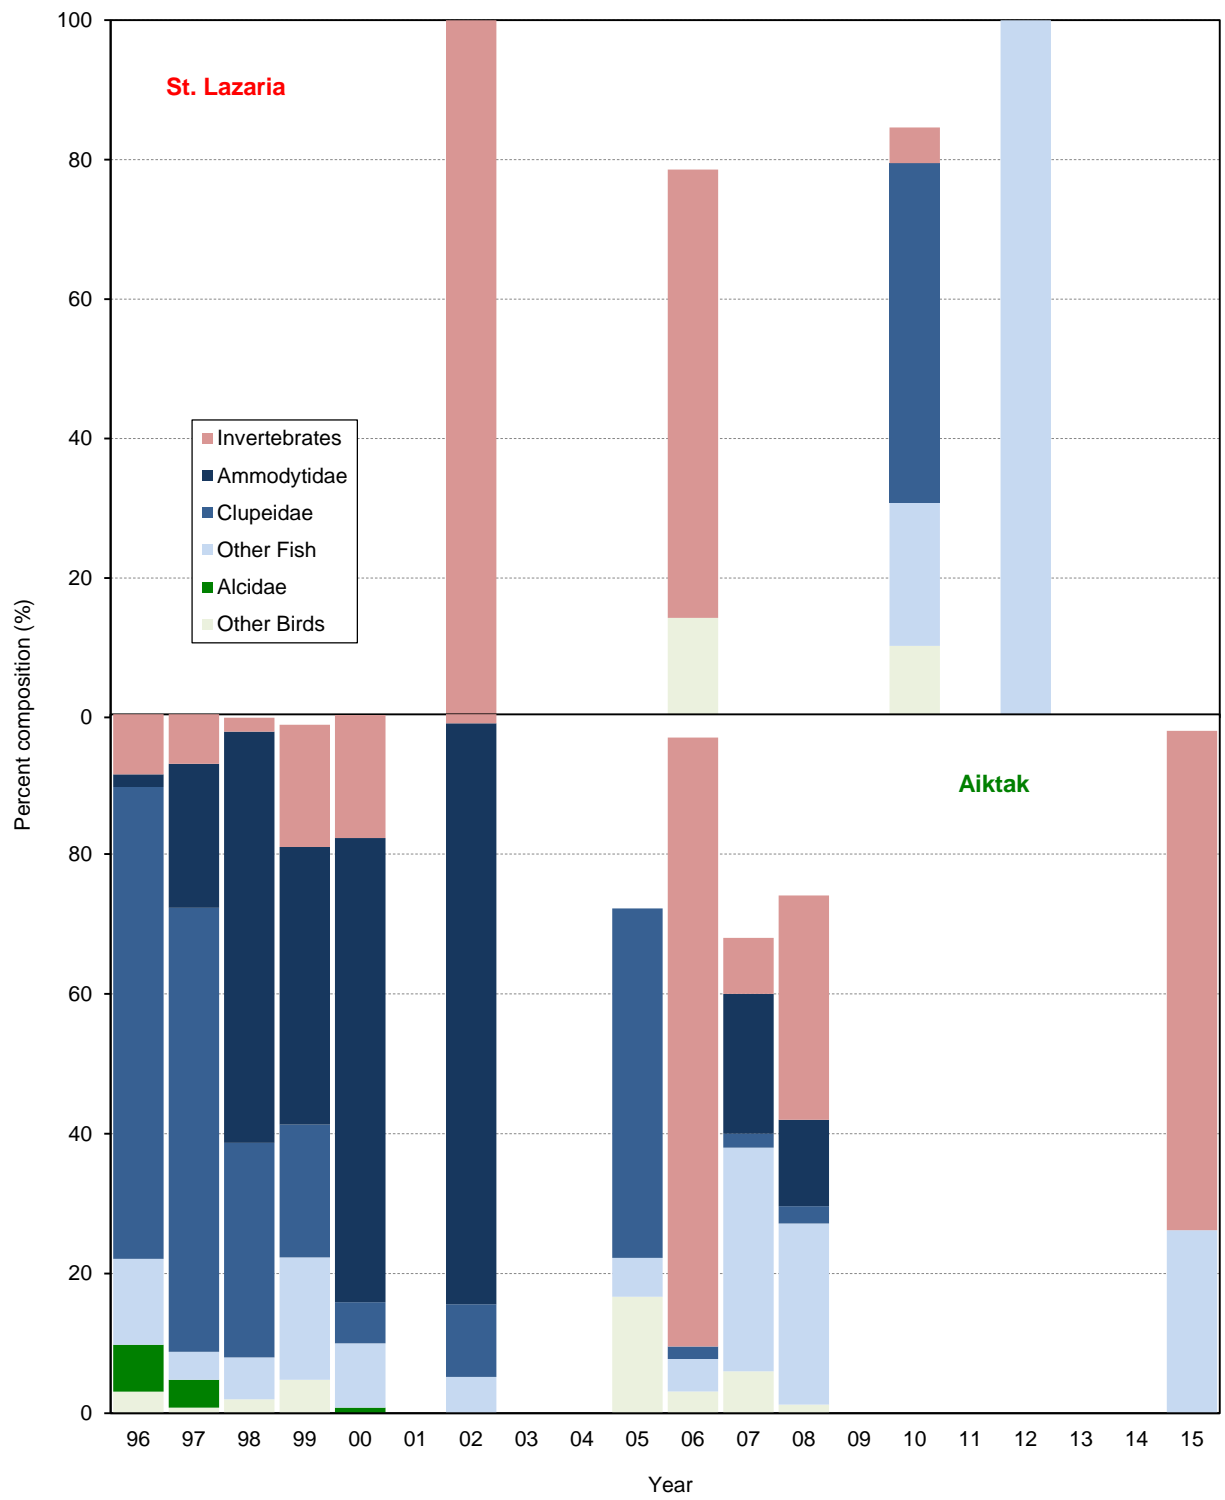 100
St. Lazaria
80
60
40
Invertebrates
Ammodytidae
Clupeidae
Other Fish
Alcidae
Other Birds
20
Percent composition (%)
0
Aiktak
80
60
40
20
0
96 97 98 99 00 01 02 03 04 05 06 07 08 09 10 11 12 13 14 15
Year